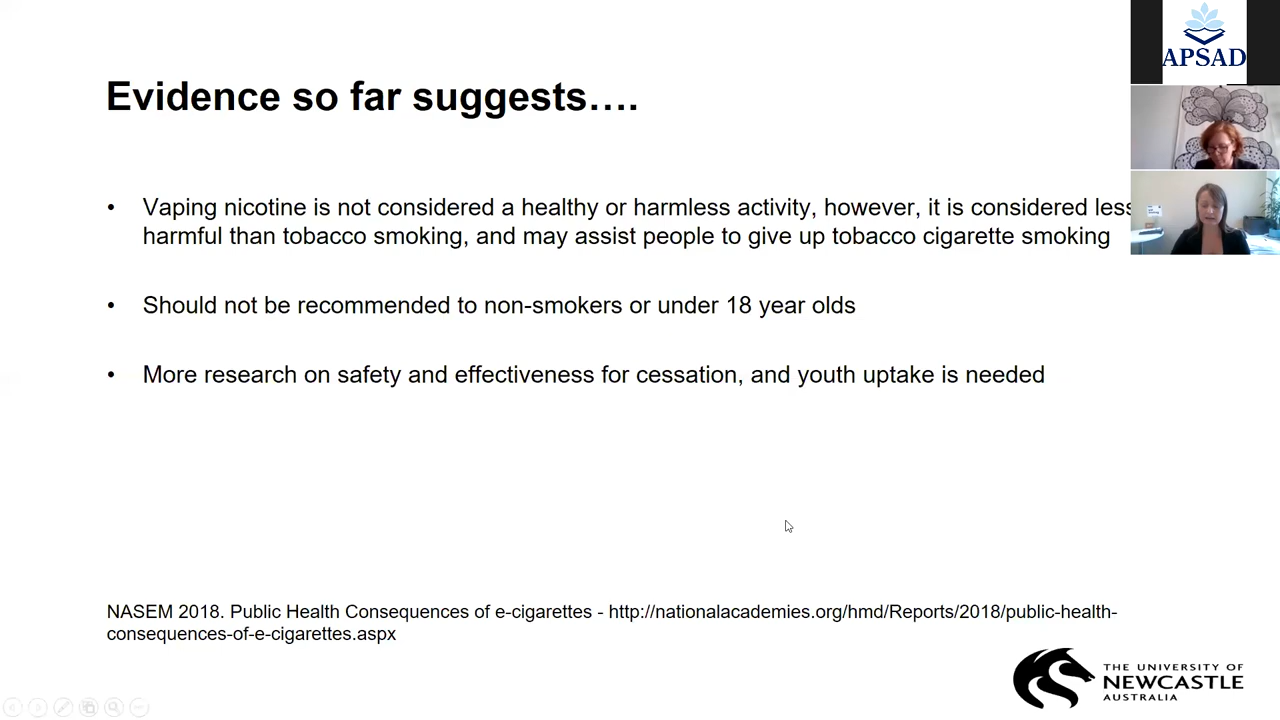 Evidence so far suggests….
APSAD
• Vaping nicotine is not considered a healthy or harmless activity, however, it is considered less
harmful than tobacco smoking, and may assist people to give up tobacco cigarette smoking
• Should not be recommended to non-smokers or under 18 year olds
• More research on safety and effectiveness for cessation, and youth uptake is needed
NASEM 2018. Public Health Consequences of e-cigarettes - http://nationalacademies.org/hmd/Reports/2018/public-health-
consequences-of-e-cigarettes.aspx
THE UNIVERSITY OF
NEWCASTLE
AUSTRALIA